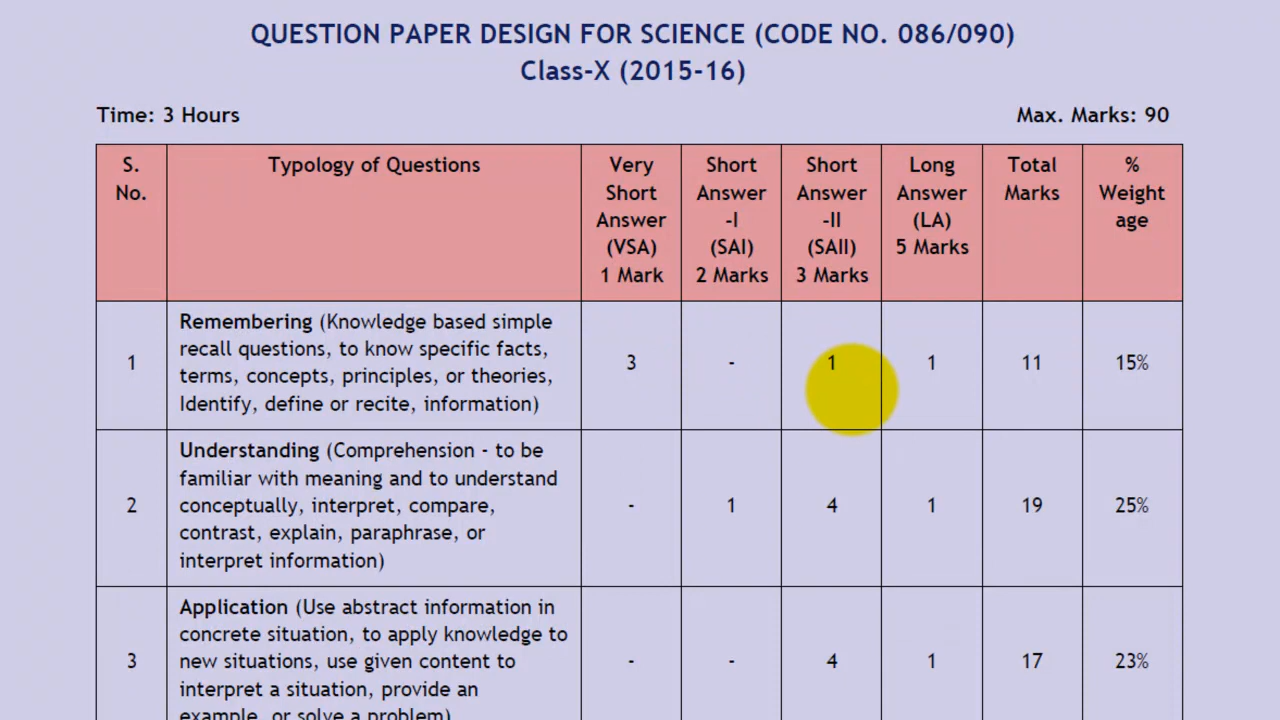 QUESTION PAPER DESIGN FOR SCIENCE (CODE NO. 086/090)
Class-X (2015-16)
Time: 3 Hours Max. Marks: 90
S. No. Typology of Questions Very Short Answer (VSA) 1 Mark Short Answer -I (SAI) 2 Marks Short Answer -II (SAII) 3 Marks Long Answer (LA) 5 Marks Total Marks % Weight age
1 Remembering (Knowledge based simple
recall questions, to know specific facts,
terms, concepts, principles, or theories,
Identify, define or recite, information)
3 - 1 1 11 15%
2 Understanding (Comprehension - to be
familiar with meaning and to understand
conceptually, interpret, compare,
contrast, explain, paraphrase, or
interpret information)
- 1 4 1 19 25%
3 Application (Use abstract information in
concrete situation, to apply knowledge to
new situations, use given content to
interpret a situation, provide an
example, or solve a problem)
- - 4 1 17 23%